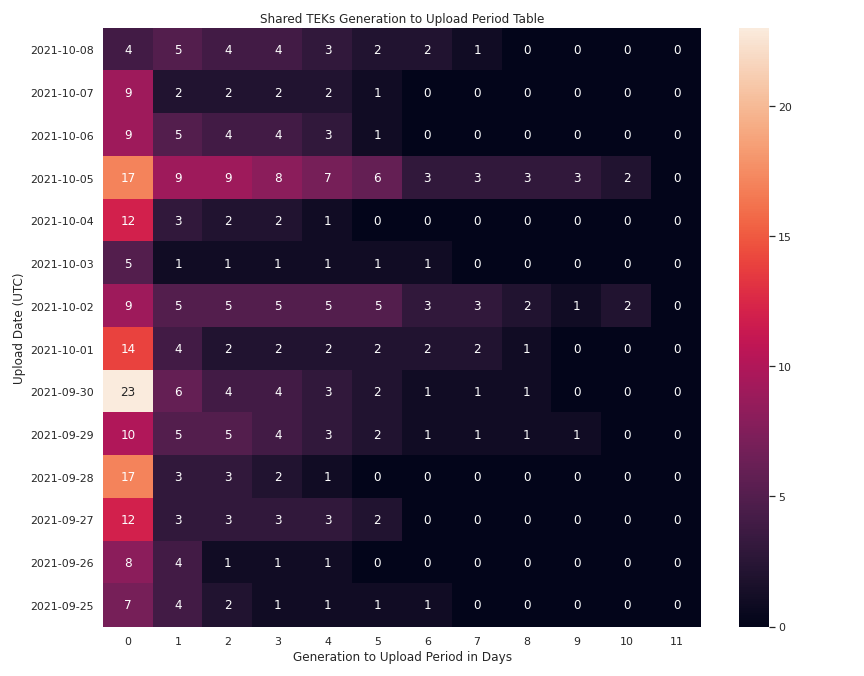 Shared TEKs Generation to Upload Period Table
Upload Date (UTC)
2021-10-08 4 5 4 4 3 2 2 1 0 0 0 0
2021-10-07 9 2 2 2 2 1 0 0 0 0 0 0
2021-10-06 9 5 4 4 3 1 0 0 0 0 0 0
2021-10-05 17 9 9 8 7 6 3 3 3 3 2 0
2021-10-04 12 3 2 2 1 0 0 0 0 0 0 0
2021-10-03 5 1 1 1 1 1 1 0 0 0 0 0
2021-10-02 9 5 5 5 5 5 3 3 2 1 2 0
2021-10-01 14 4 2 2 2 2 2 2 1 0 0 0
2021-09-30 23 6 4 4 3 2 1 1 1 0 0 0
2021-09-29 10 5 5 4 3 2 1 1 1 1 0 0
2021-09-28 17 3 3 2 1 0 0 0 0 0 0 0
2021-09-27 12 3 3 3 3 2 0 0 0 0 0 0
2021-09-26 8 4 1 1 1 0 0 0 0 0 0 0
2021-09-25 7 4 2 1 1 1 1 0 0 0 0 0
0 1 2 3 4 5 6 7 8 9 10 11
Generation to Upload Period in Days
20
15
10
5
0